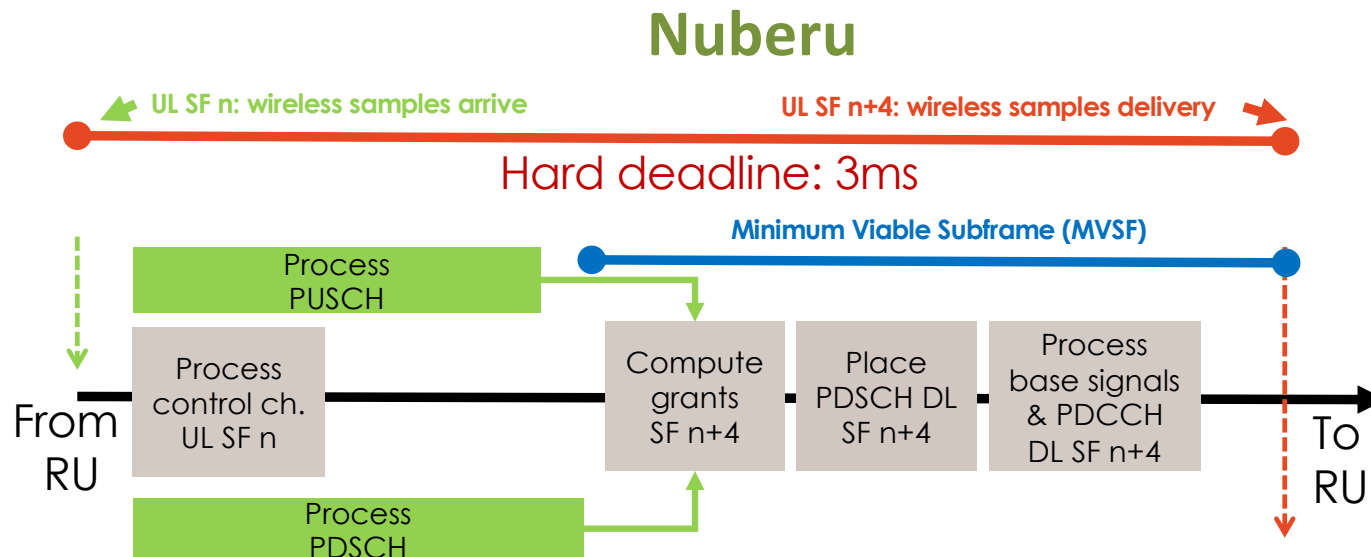 Nuberu
UL SF n: wireless samples arrive
UL SF n+4: wireless samples delivery
Hard deadline: 3ms
Minimum Viable Subframe (MVSF)
Process
PUSCH
Process
control ch.
UL SF n
Compute
grants
SF n+4
Place
PDSCH DL
SF n+4
Process
base signals
& PDCCH
DL SF n+4
From
RU
To
RU
Process
PDSCH